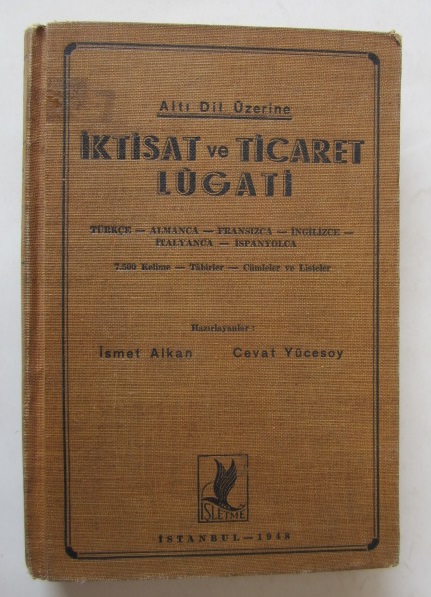 Altı Dil Üzerine
İKTİSAT ve TİCARET
LÛGATİ
TÜRKÇE — ALMANCA — FRANSIZCA — İNGİLİZCE —
İTALYANCA — İSPANYOLCA
7.500 Kelime — Tâbirler — Cümleler ve Listeler
Hazırlayanlar :
İsmet Alkan Cevat Yücesoy
İŞLETME
İSTANBUL—1948